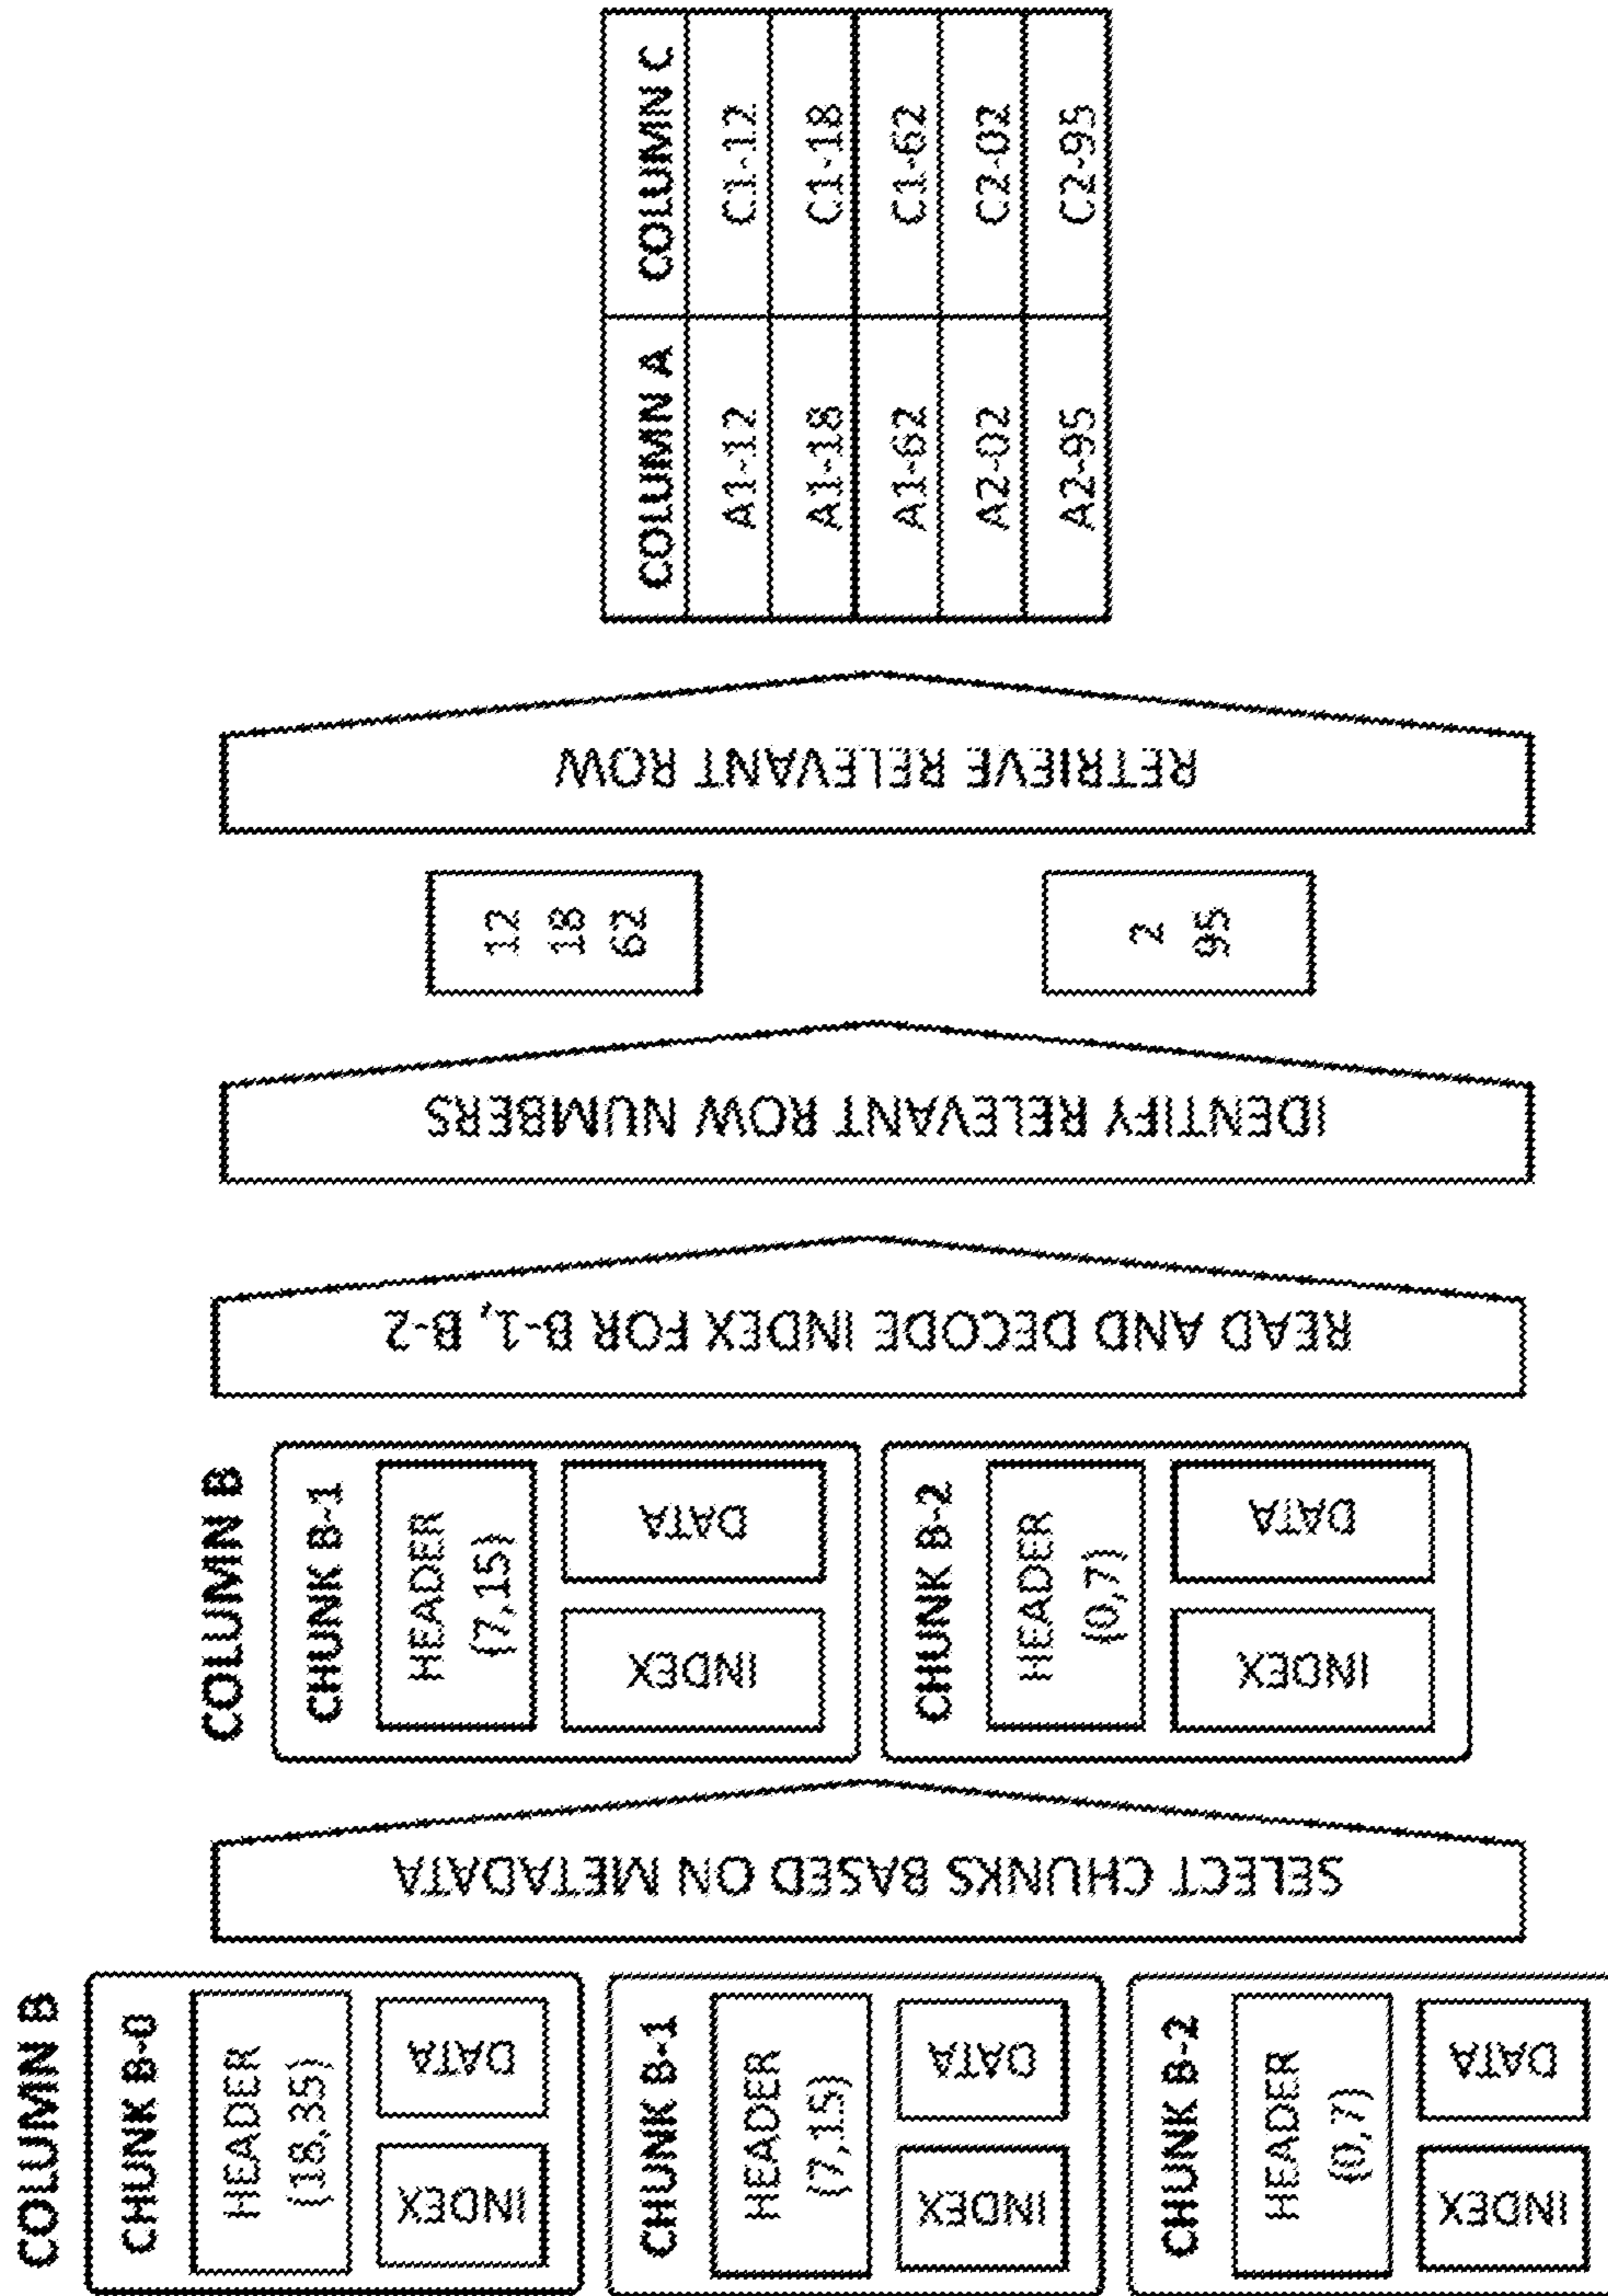 COLUMN B
CHUNK B-0
HEADER
(18,35)
INDEX
DATA
CHUNK B-1
HEADER
(7,15)
INDEX
DATA
CHUNK B-2
HEADER
(0,7)
INDEX
DATA
SELECT CHUNKS BASED ON METADATA
COLUMN B
CHUNK B-1
HEADER
(7,15)
INDEX
DATA
CHUNK B-2
HEADER
(0,7)
INDEX
DATA
READ AND DECODE INDEX FOR B-1, B-2
IDENTIFY RELEVANT ROW NUMBERS
12
18
62
2
95
RETRIEVE RELEVANT ROW
COLUMN A COLUMN C
A1-12 C1-12
A1-18 C1-18
A1-62 C1-62
A2-02 C2-02
A2-95 C2-95